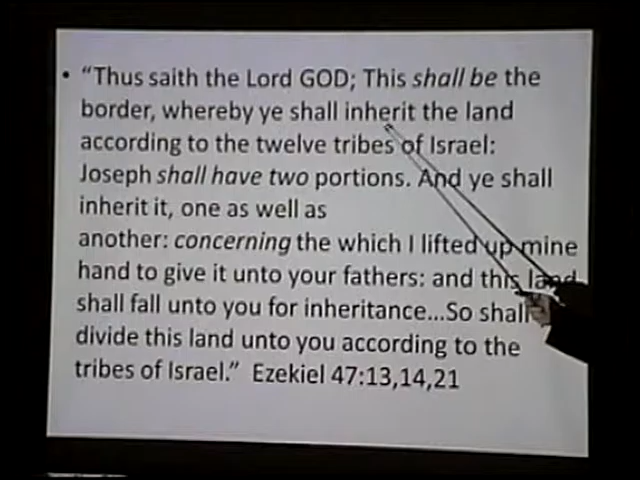 • “Thus saith the Lord GOD; This shall be the
border, whereby ye shall inherit the land
according to the twelve tribes of Israel:
Joseph shall have two portions. And ye shall
inherit it, one as well as
another: concerning the which I lifted up mine
hand to give it unto your fathers: and this land
shall fall unto you for inheritance...So shall
divide this land unto you according to the
tribes of Israel.” Ezekiel 47:13,14,21